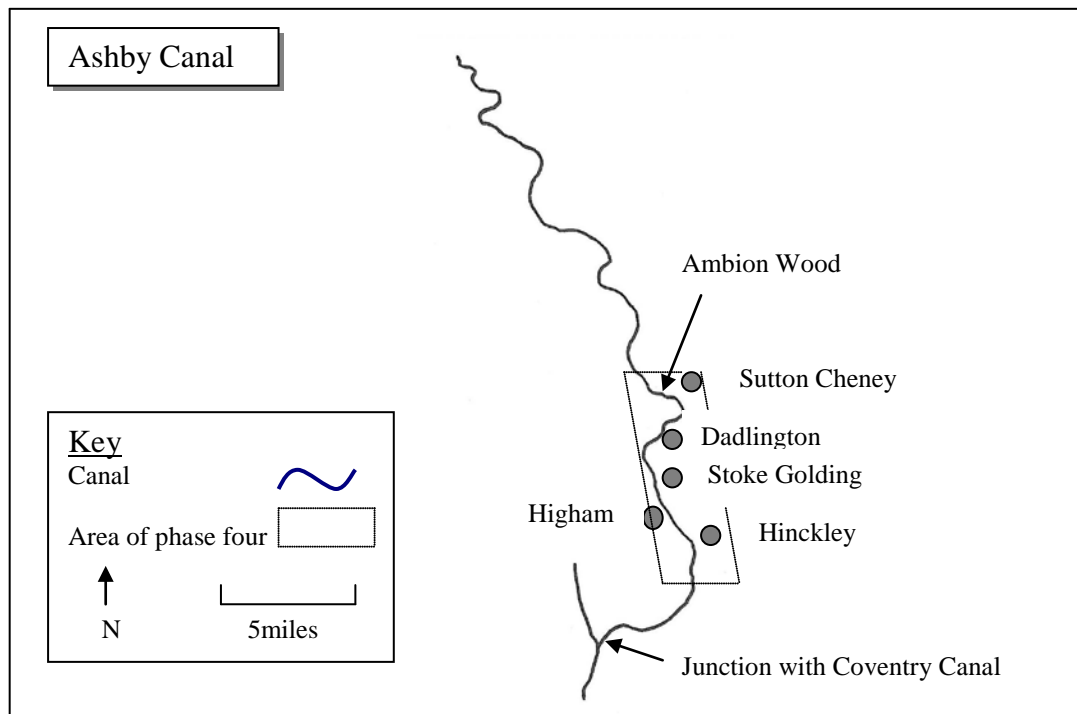 Ashby Canal
Ambion Wood
Sutton Cheney
Dadlington
Stoke Golding
Higham
Hinckley
Junction with Coventry Canal
Key
Canal
Area of phase four
N
5miles